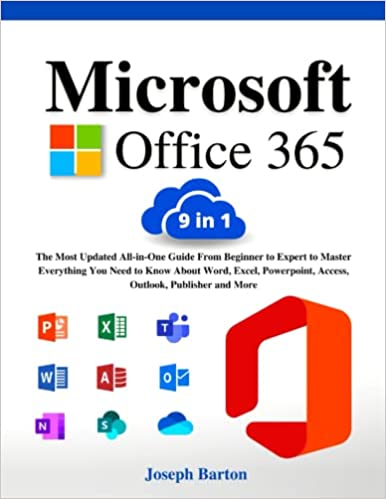 Microsoft
Office 365
9 in 1
The Most Updated All-in-One Guide From Beginner to Expert to Master
Everything You Need to Know About Word, Excel, Powerpoint, Access,
Outlook, Publisher and More
P X T
W A O
N S
Joseph Barton